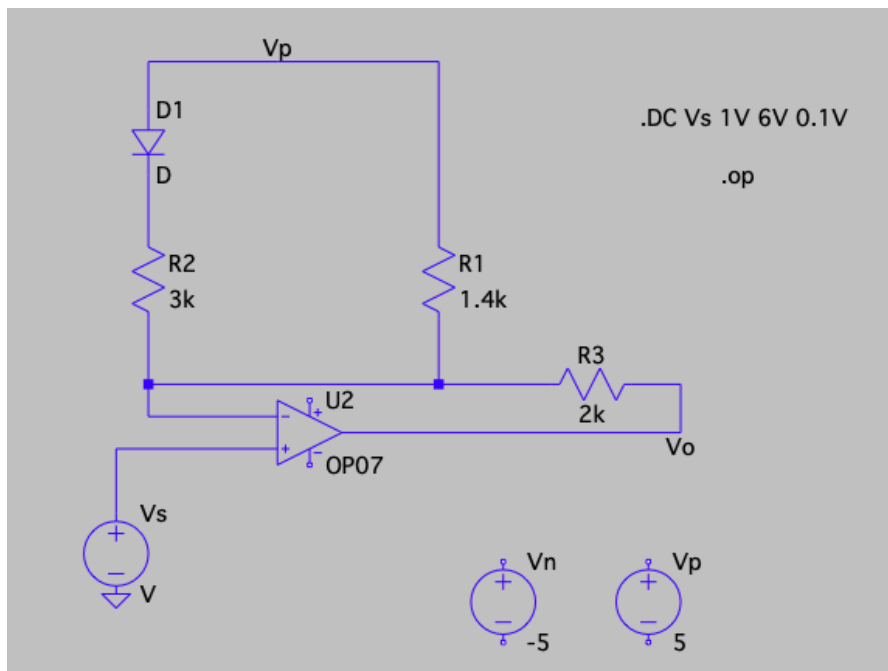 Vp
D1
D
.DC Vs 1V 6V 0.1V
.op
R2
3k
R1
1.4k
R3
2k
U2
OP07
Vo
Vs
V
Vn
-5
Vp
5